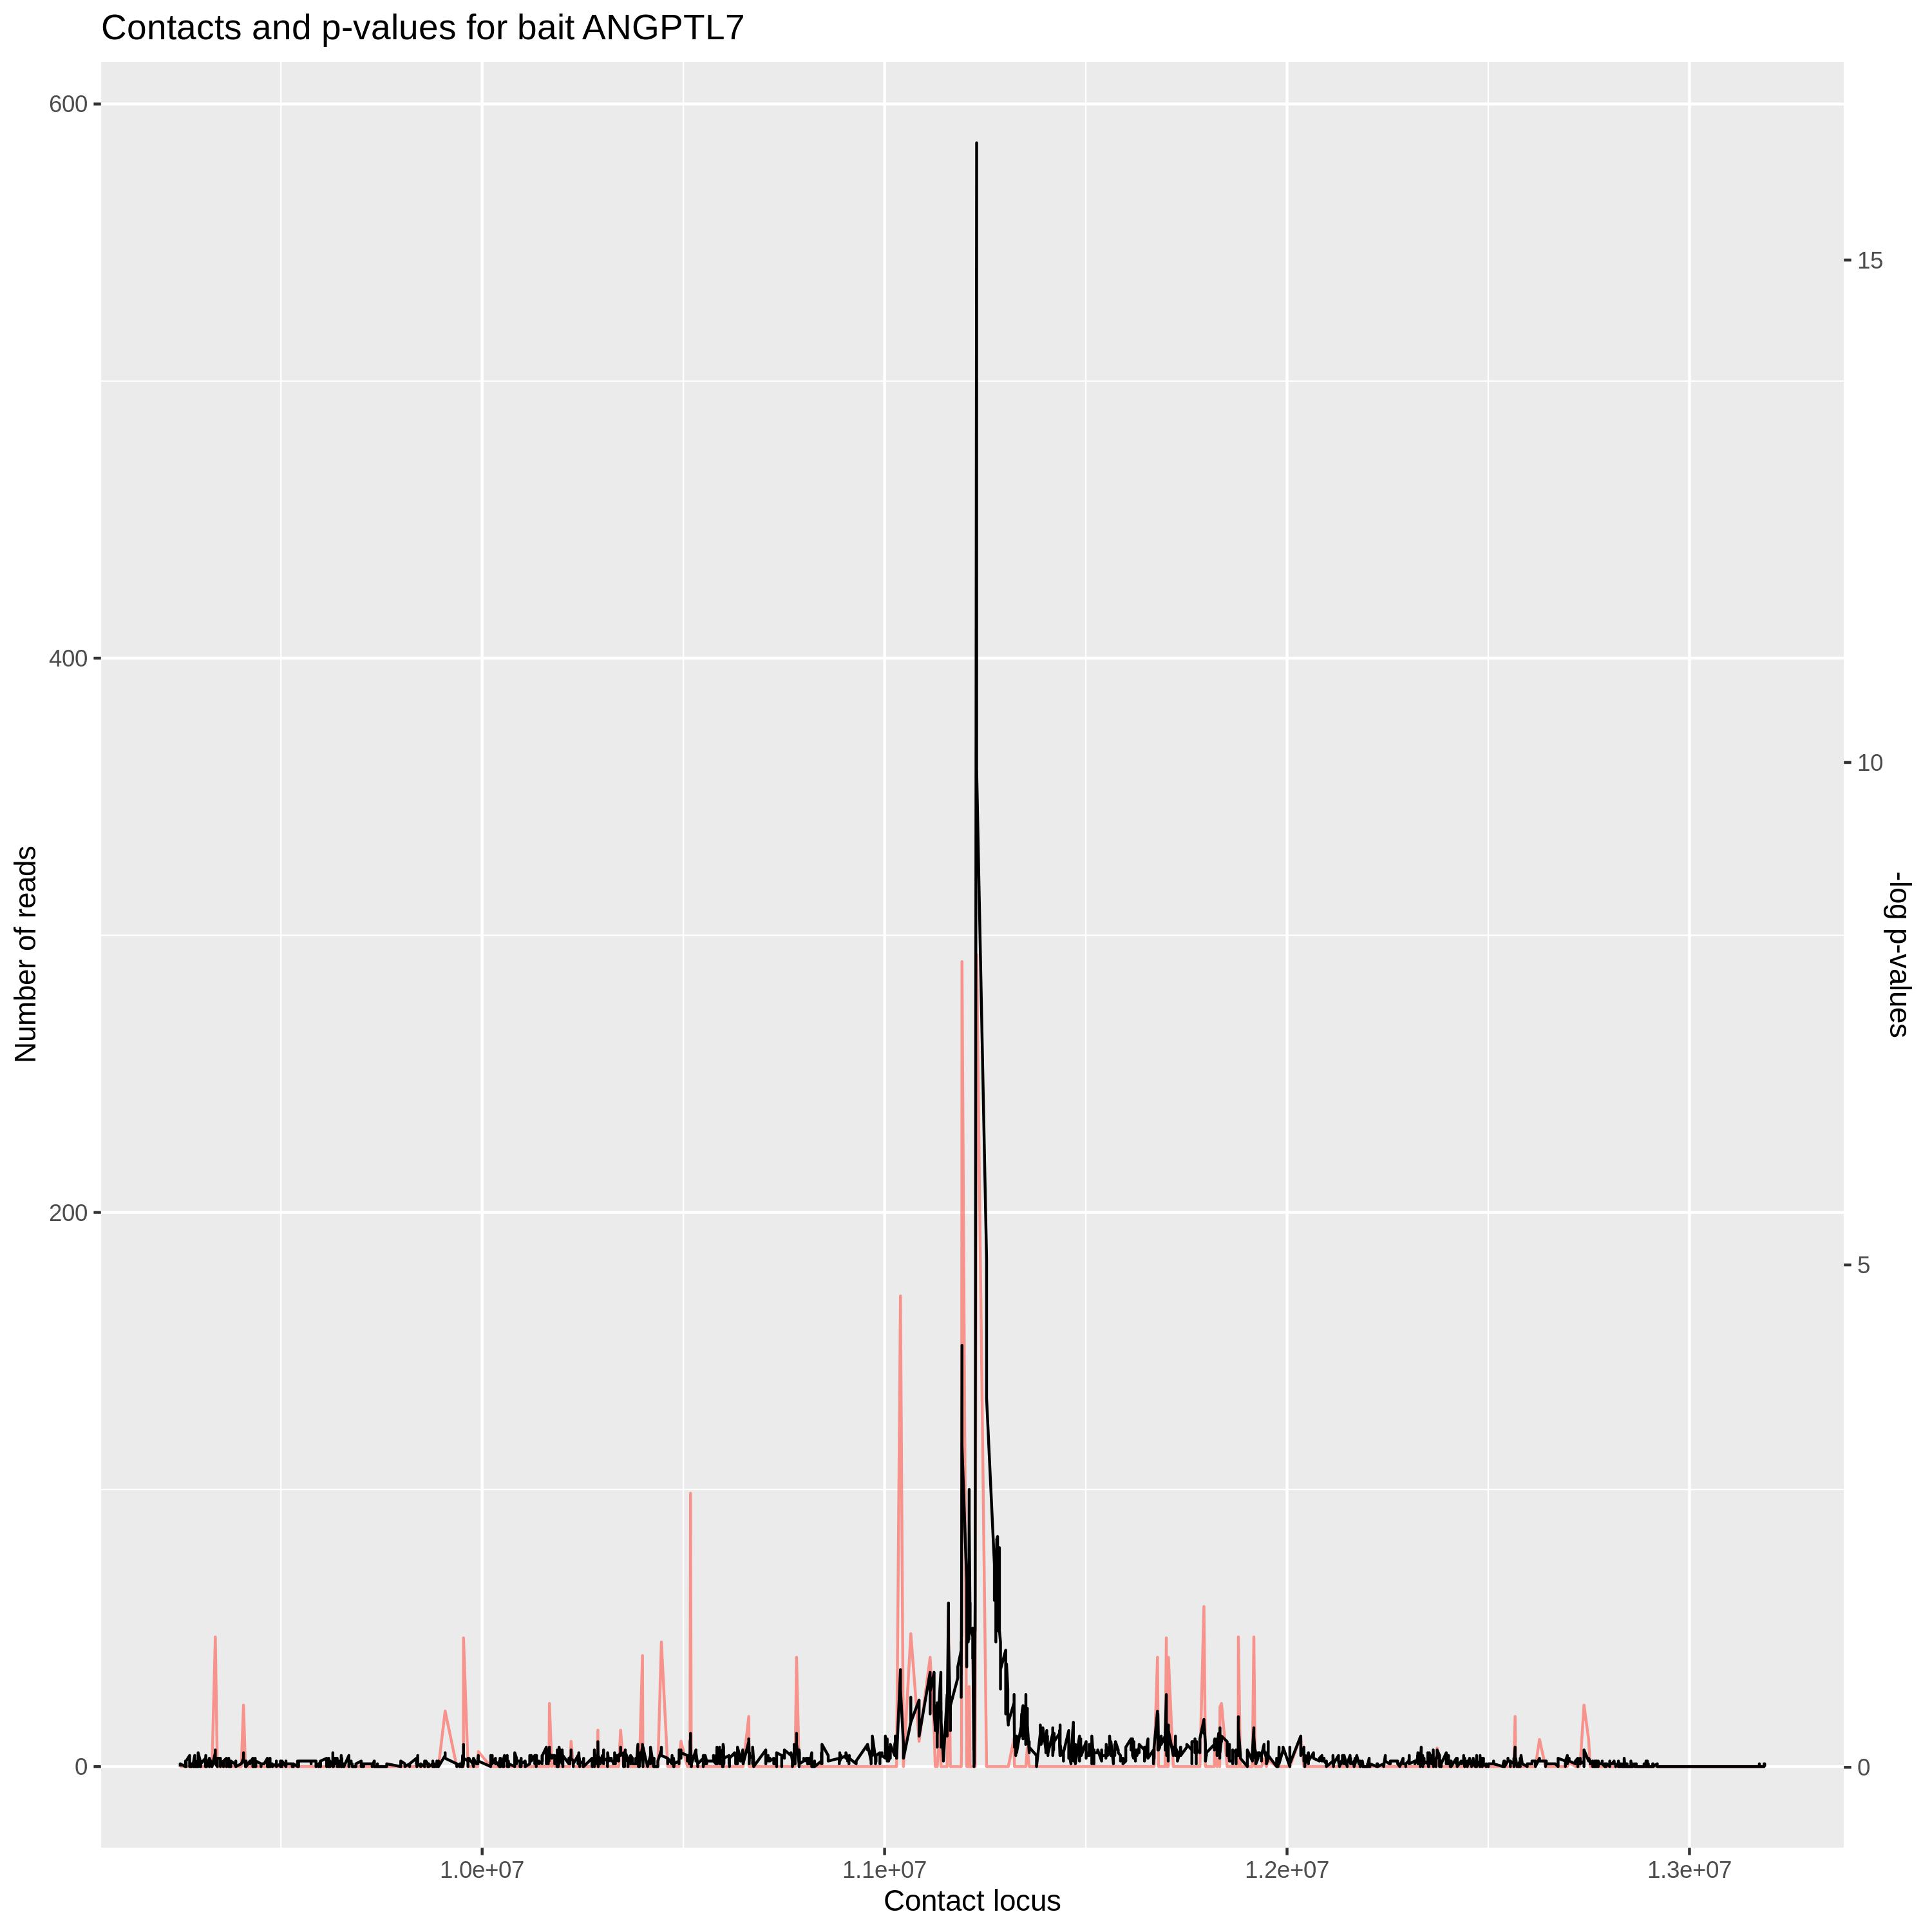 Contacts and p-values for bait ANGPTL7
600
400
200
0
Number of reads
15
10
5
0
-log p-values
1.0e+07
1.1e+07
1.2e+07
1.3e+07
Contact locus